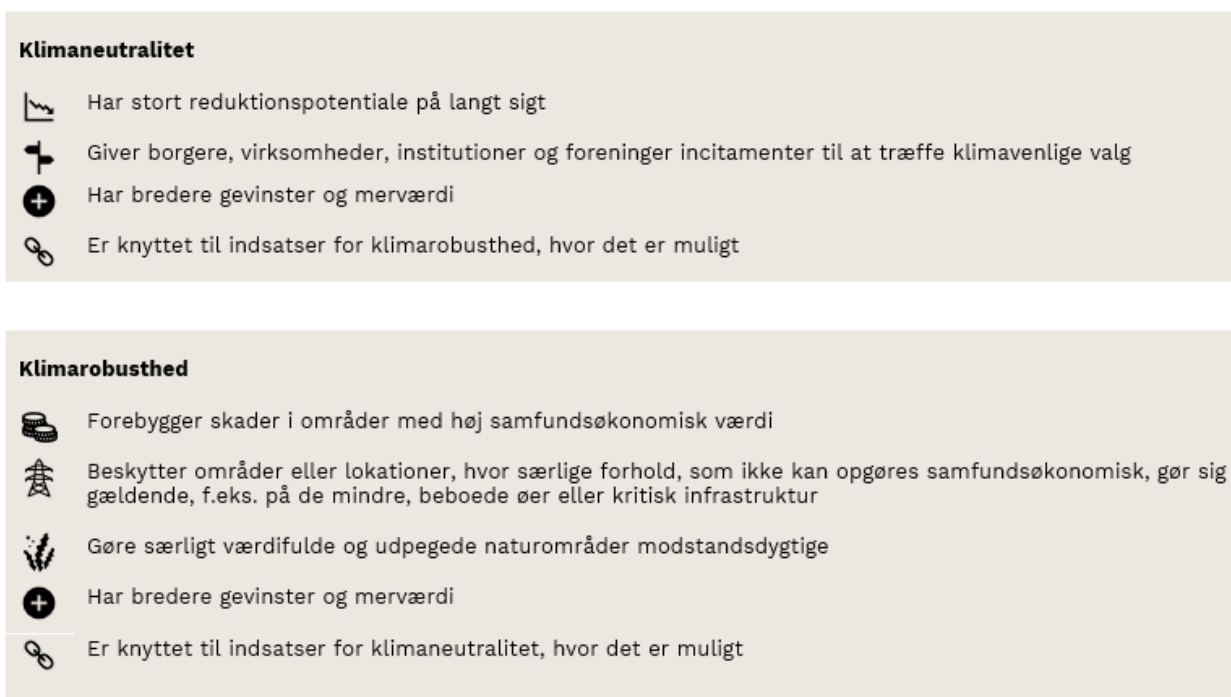 Klimaneutralitet
Har stort reduktionspotentiale på langt sigt
Giver borgere, virksomheder, institutioner og foreninger incitamenter til at træffe klimavenlige valg
Har bredere gevinster og merværdi
Er knyttet til indsatser for klimarobusthed, hvor det er muligt
Klimarobusthed
Forebygger skader i områder med høj samfundsøkonomisk værdi
Beskytter områder eller lokationer, hvor særlige forhold, som ikke kan opgøres samfundsøkonomisk, gør sig
gældende, f.eks. på de mindre, beboede øer eller kritisk infrastruktur
Gøre særligt værdifulde og udpegede naturområder modstandsdygtige
Har bredere gevinster og merværdi
Er knyttet til indsatser for klimaneutralitet, hvor det er muligt